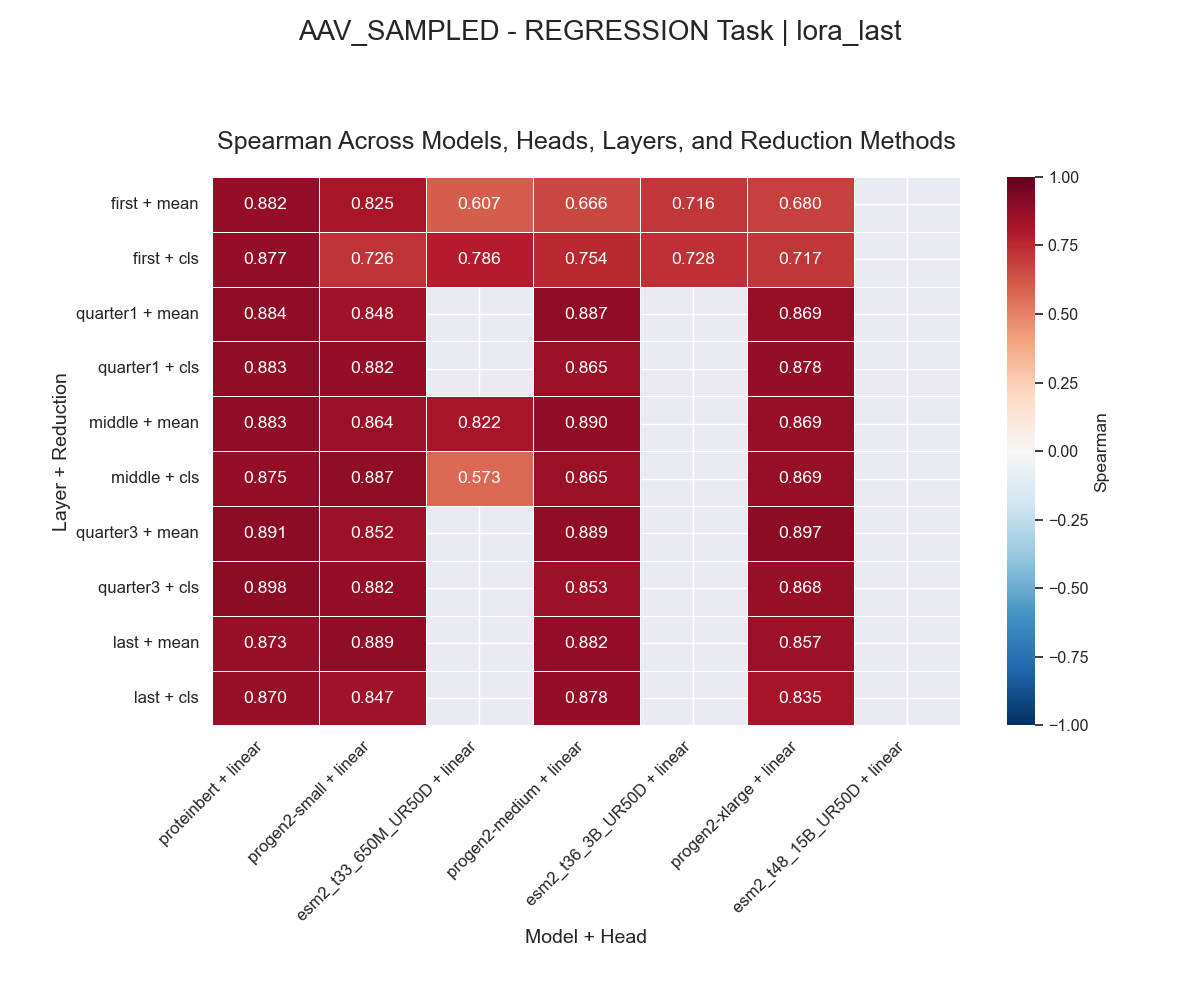 AAV_SAMPLED - REGRESSION Task | lora_last
Spearman Across Models, Heads, Layers, and Reduction Methods
first + mean 0.882 0.825 0.607 0.666 0.716 0.680
first + cls 0.877 0.726 0.786 0.754 0.728 0.717
quarter1 + mean 0.884 0.848 0.887 0.869
quarter1 + cls 0.883 0.882 0.865 0.878
middle + mean 0.883 0.864 0.822 0.890 0.869
middle + cls 0.875 0.887 0.573 0.865 0.869
quarter3 + mean 0.891 0.852 0.889 0.897
quarter3 + cls 0.898 0.882 0.853 0.868
last + mean 0.873 0.889 0.882 0.857
last + cls 0.870 0.847 0.878 0.835
Layer + Reduction
proteinbert + linear
progen2-small + linear
esm2_t33_650M_UR50D + linear
progen2-medium + linear
esm2_t36_3B_UR50D + linear
progen2-xlarge + linear
esm2_t48_15B_UR50D + linear
Model + Head
1.00
0.75
0.50
0.25
0.00
−0.25
−0.50
−0.75
−1.00
Spearman